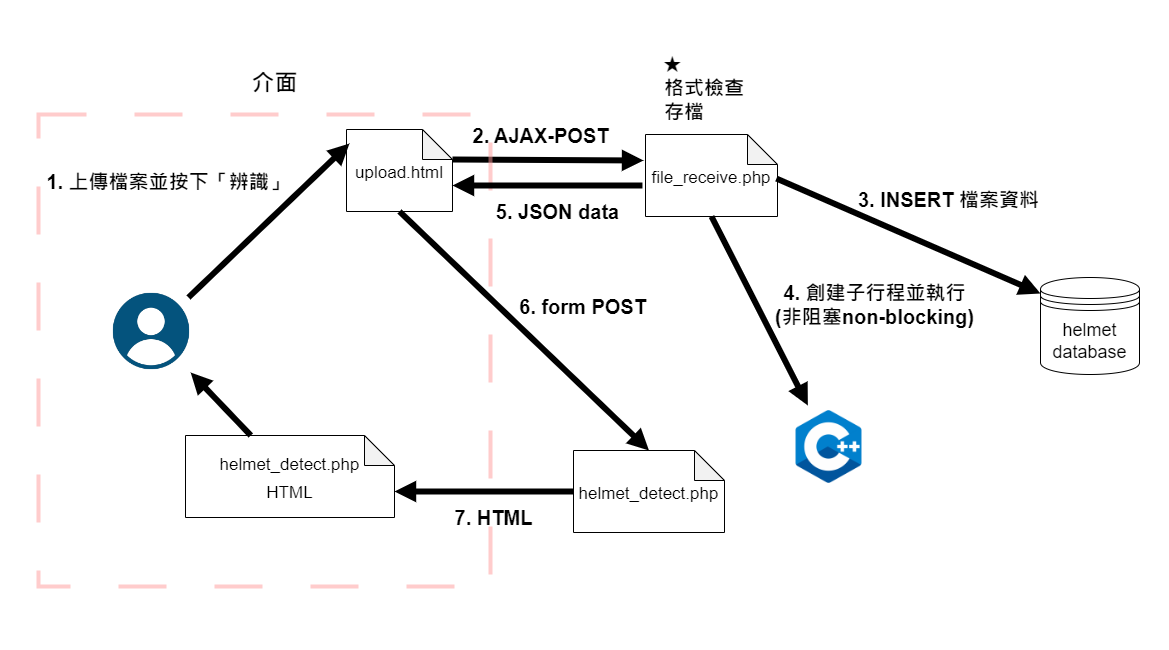 介面
★
格式檢查
存檔
1. 上傳檔案並按下「辨識」
upload.html
2. AJAX-POST
file_receive.php
5. JSON data
3. INSERT 檔案資料
6. form POST
4. 創建子行程並執行
(非阻塞non-blocking)
helmet
database
C++
helmet_detect.php
HTML
7. HTML
helmet_detect.php